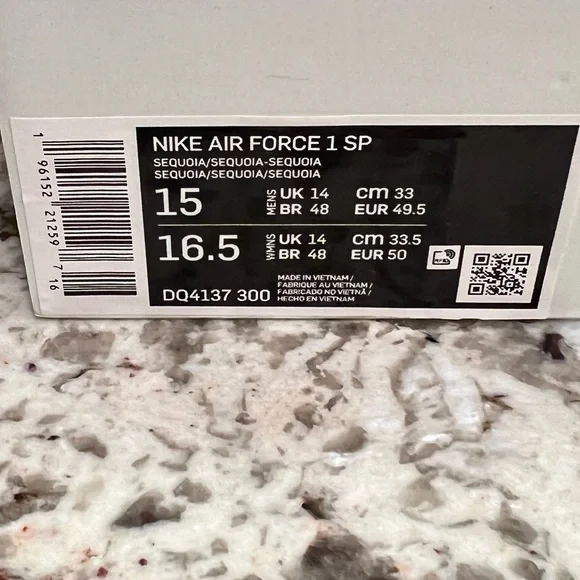 NIKE AIR FORCE 1 SP
SEQUOIA/SEQUOIA-SEQUOIA
SEQUOIA/SEQUOIA/SEQUOIA
15 MENS UK 14 cm 33
BR 48 EUR 49.5
16.5 WMNS UK 14 cm 33.5
BR 48 EUR 50
MADE IN VIETNAM /
FABRIQUE AU VIETNAM /
FABRICADO NO VIETNÃ /
HECHO EN VIETNAM
DQ4137 300
1 96152 21259 7 16